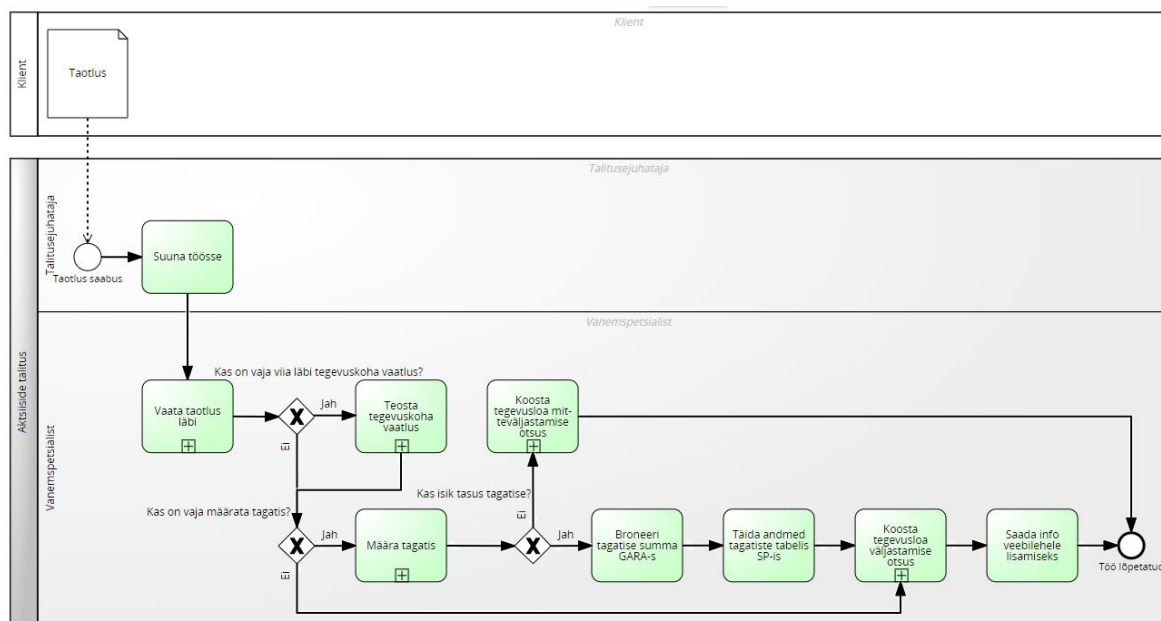 Klient
Klient
Taotlus
Talitusejuhataja
Aktsiiside talitus
Talitusejuhataja
Taotlus saabus
Suuna töösse
Vanemspetsialist
Vanemspetsialist
Kas on vaja viia läbi tegevuskoha vaatlus?
Vaata taotlus
läbi
Jah
Ei
Teosta
tegevuskoha
vaatlus
Koosta
tegevusloa mit-
teväljastamise
otsus
Kas on vaja määrata tagatis?
Jah
Ei
Määra tagatis
Kas isik tasus tagatise?
Ei
Jah
Broneeri
tagatise summa
GARA-s
Täida andmed
tagatiste tabelis
SP-is
Koosta
tegevusloa
väljastamise
otsus
Saada info
veebilehele
lisamiseks
Töö lõpetatud